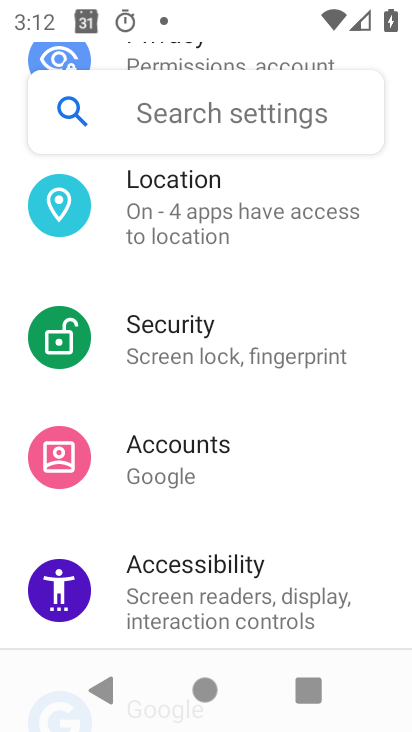 3:12
31
Permissions, account
Search settings
Location
On - 4 apps have access
to location
Security
Screen lock, fingerprint
Accounts
Google
Accessibility
Screen readers, display,
interaction controls
Google